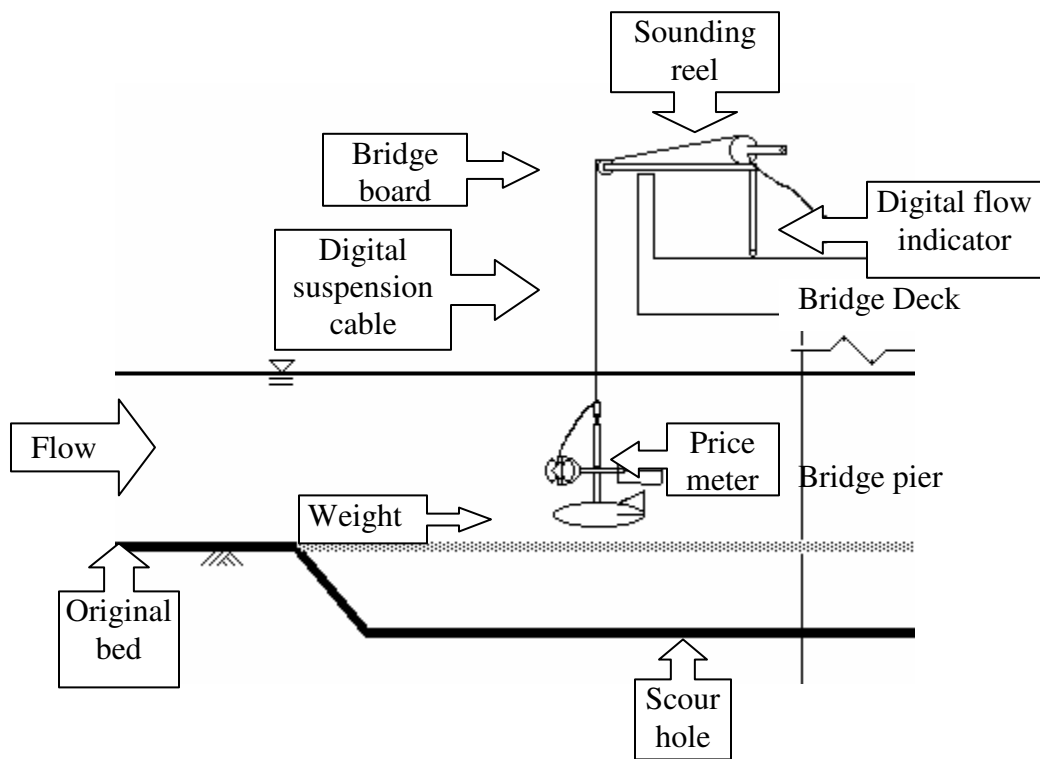 Sounding
reel
Bridge
board
Digital flow
indicator
Digital
suspension
cable
Bridge Deck
Flow
Price
meter
Bridge pier
Weight
Original
bed
Scour
hole